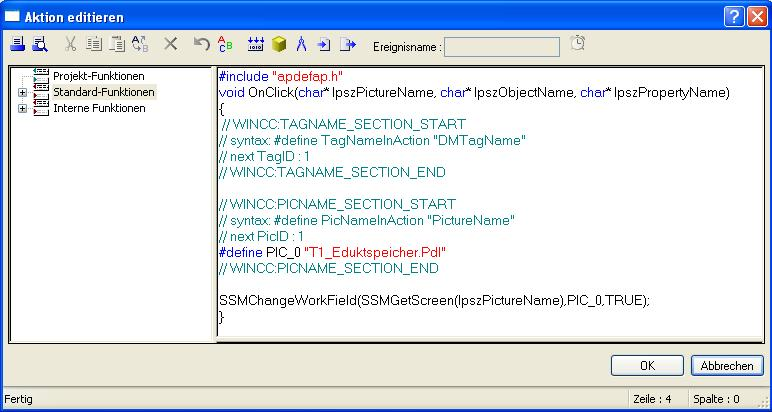 Aktion editieren
Ereignisname :
Projekt-Funktionen
Standard-Funktionen
Interne Funktionen
#include "apdefap.h"
void OnClick(char* lpszPictureName, char* lpszObjectName, char* lpszPropertyName)
{
// WINCC:TAGNAME_SECTION_START
// syntax: #define TagNameInAction "DMTagName"
// next TagID : 1
// WINCC:TAGNAME_SECTION_END
// WINCC:PICNAME_SECTION_START
// syntax: #define PicNameInAction "PictureName"
// next PicID : 1
#define PIC_0 "T1_Eduktspeicher.Pdl"
// WINCC:PICNAME_SECTION_END
SSMChangeWorkField(SSMGetScreen(lpszPictureName),PIC_0,TRUE);
}
OK
Abbrechen
Fertig
Zeile : 4
Spalte : 0